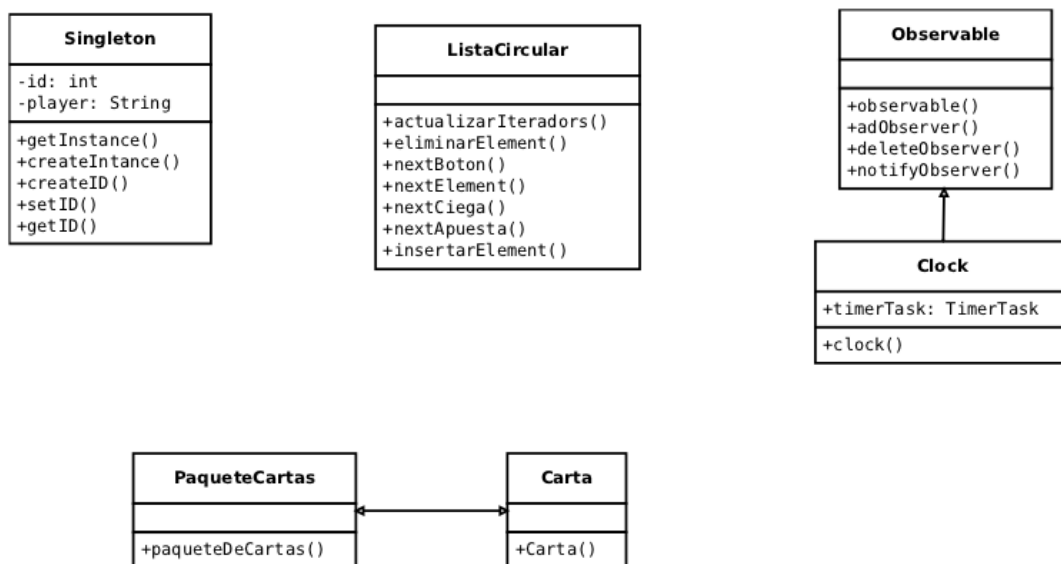 Singleton
-id: int
-player: String
+getInstance()
+createIntance()
+createID()
+setID()
+getID()
ListaCircular
+actualizarIteradors()
+eliminarElement()
+nextBoton()
+nextElement()
+nextCiega()
+nextApuesta()
+insertarElement()
Observable
+observable()
+adObserver()
+deleteObserver()
+notifyObserver()
Clock
+timerTask: TimerTask
+clock()
PaqueteCartas
+paqueteDeCartas()
Carta
+Carta()